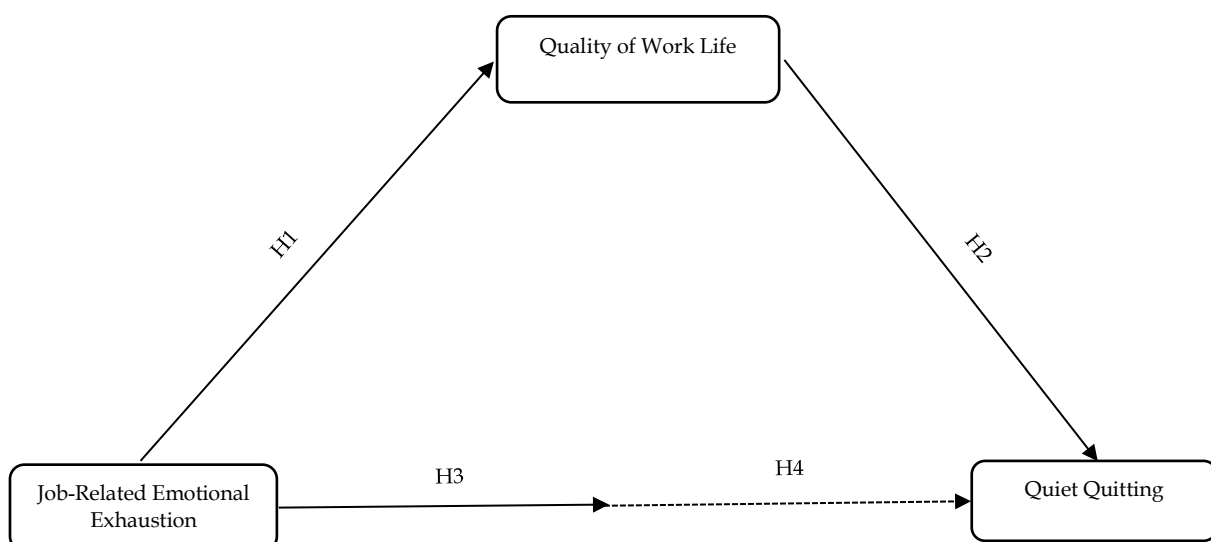 Quality of Work Life
H1
H2
H3
H4
Job-Related Emotional
Exhaustion
Quiet Quitting